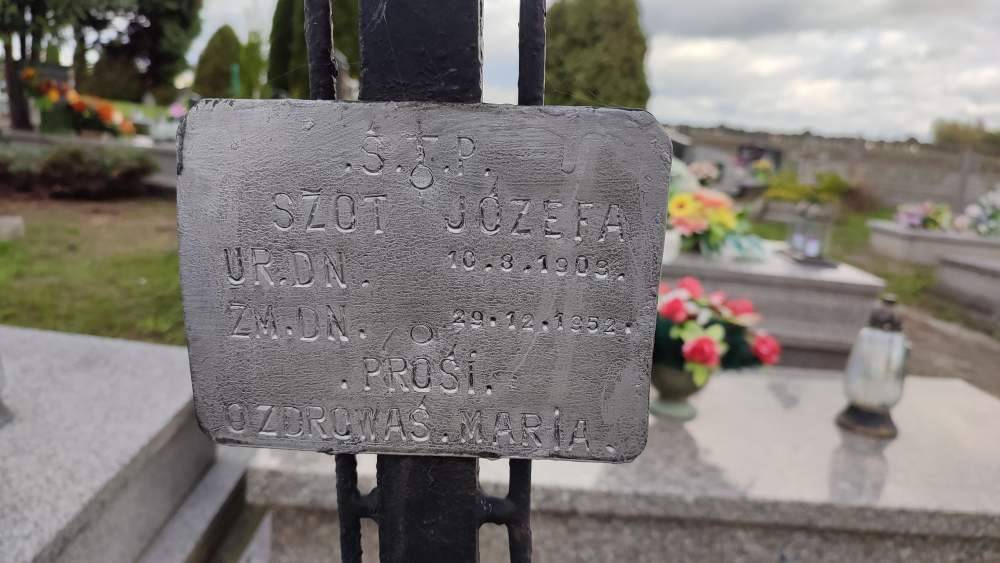 .Ś.T.P.
SZOT JÓZEFA
UR.DN. 10.8.1909.
ZM.DN. 29.12.1952.
.PROŚI.
OZDROWAŚ.MARIA.